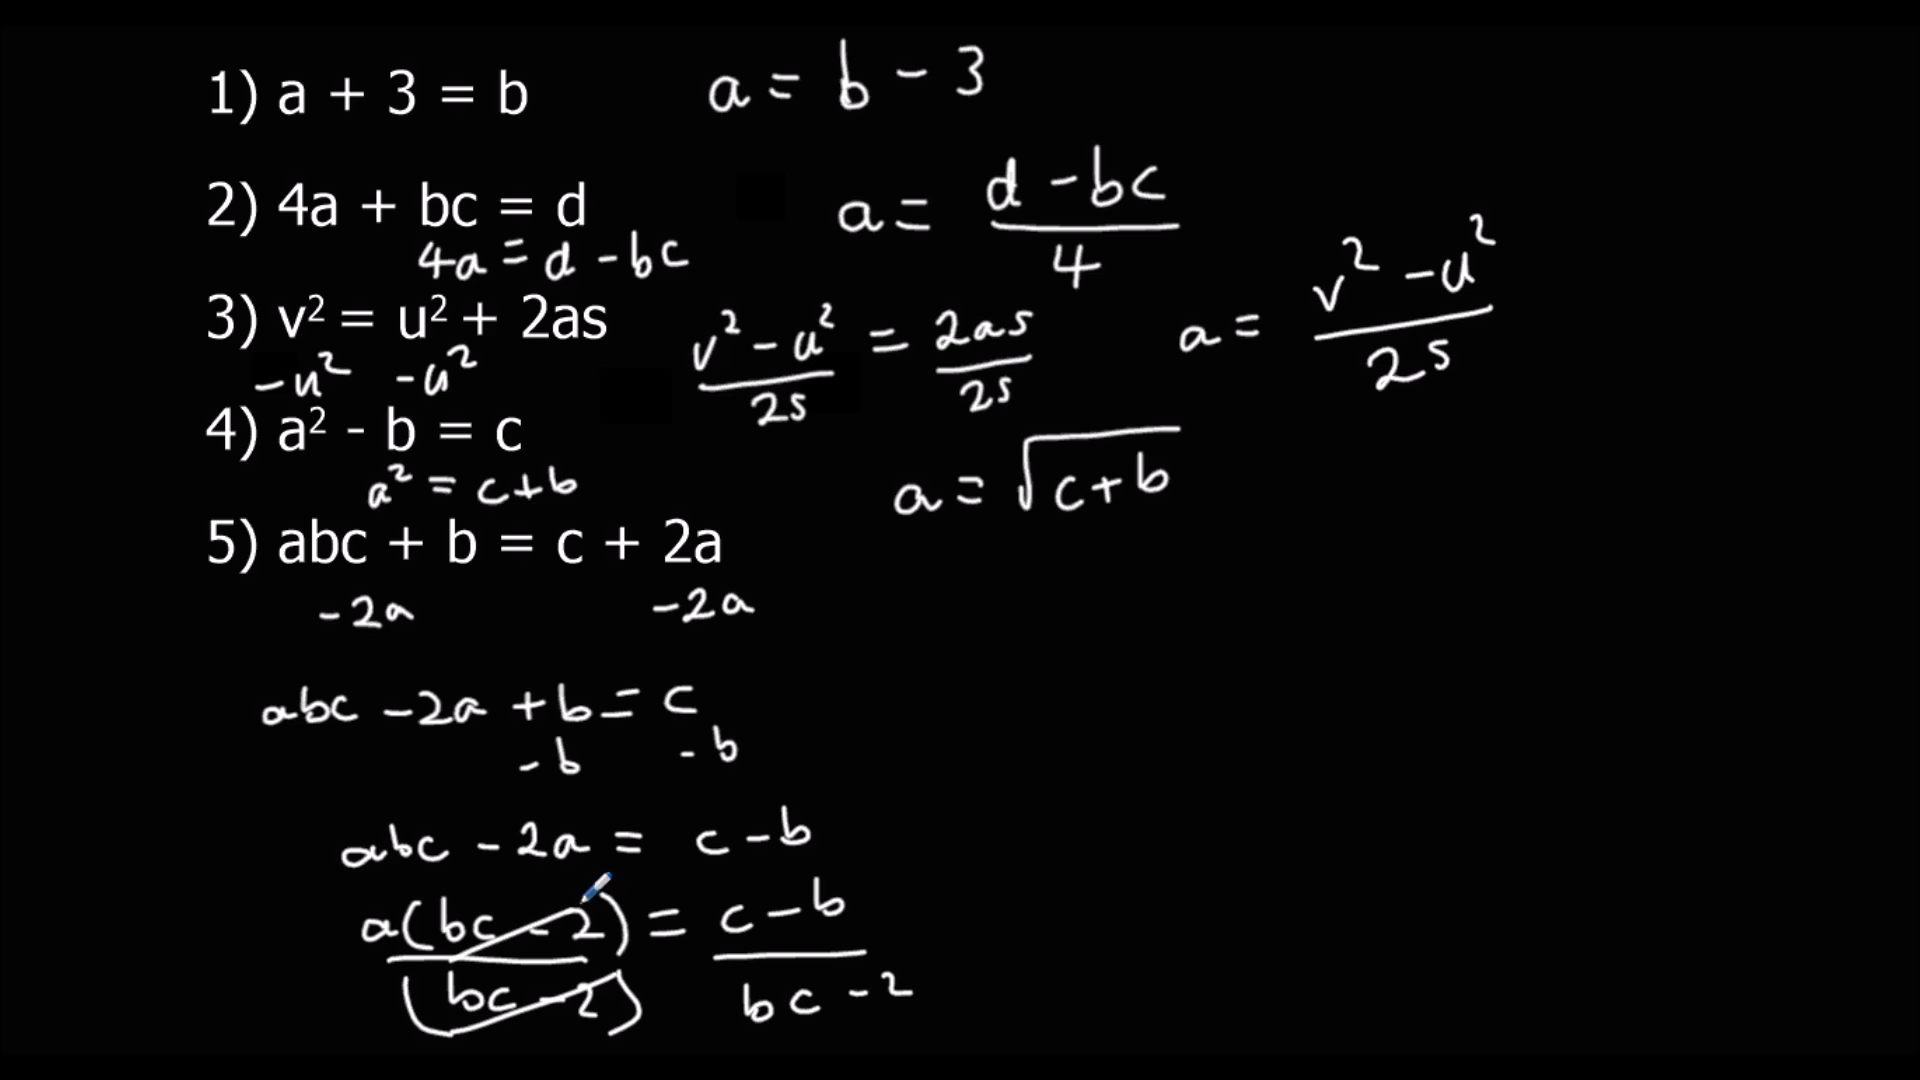 1) a + 3 = b    a = b - 3
2) 4a + bc = d    a = (d - bc)/4
4a = d - bc
3) v² = u² + 2as    (v² - u²)/2s = 2as/2s    a = (v² - u²)/2s
-u²  -u²
4) a² - b = c    a = √(c+b)
a² = c+b
5) abc + b = c + 2a
-2a  -2a
abc - 2a + b = c
-b  -b
abc - 2a = c - b
a(bc - 2) = c - b
(bc - 2)  bc - 2